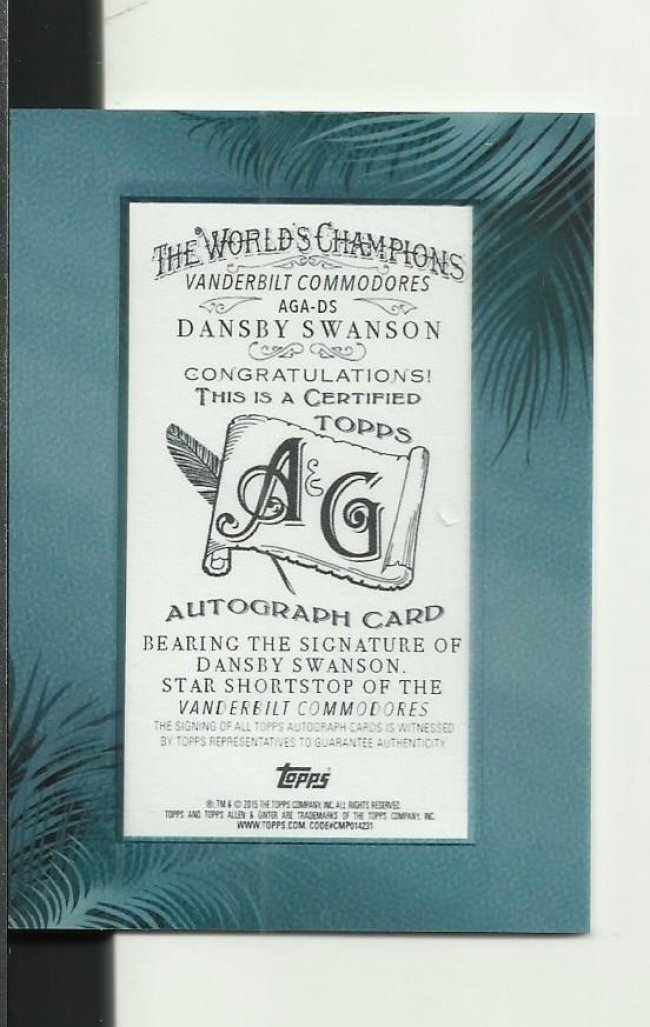 THE WORLD'S CHAMPIONS
VANDERBILT COMMODORES
AGA-DS
DANSBY SWANSON
CONGRATULATIONS!
THIS IS A CERTIFIED
TOPPS
A & G
AUTOGRAPH CARD
BEARING THE SIGNATURE OF
DANSBY SWANSON.
STAR SHORTSTOP OF THE
VANDERBILT COMMODORES
THE SIGNING OF ALL TOPPS AUTOGRAPH CARDS IS WITNESSED
BY TOPPS REPRESENTATIVES TO GUARANTEE AUTHENTICITY
topps
®, TM & © 2015 THE TOPPS COMPANY, INC. ALL RIGHTS RESERVED.
TOPPS AND TOPPS ALLEN & GINTER ARE TRADEMARKS OF THE TOPPS COMPANY, INC.
WWW.TOPPS.COM. CODE#CMP014231